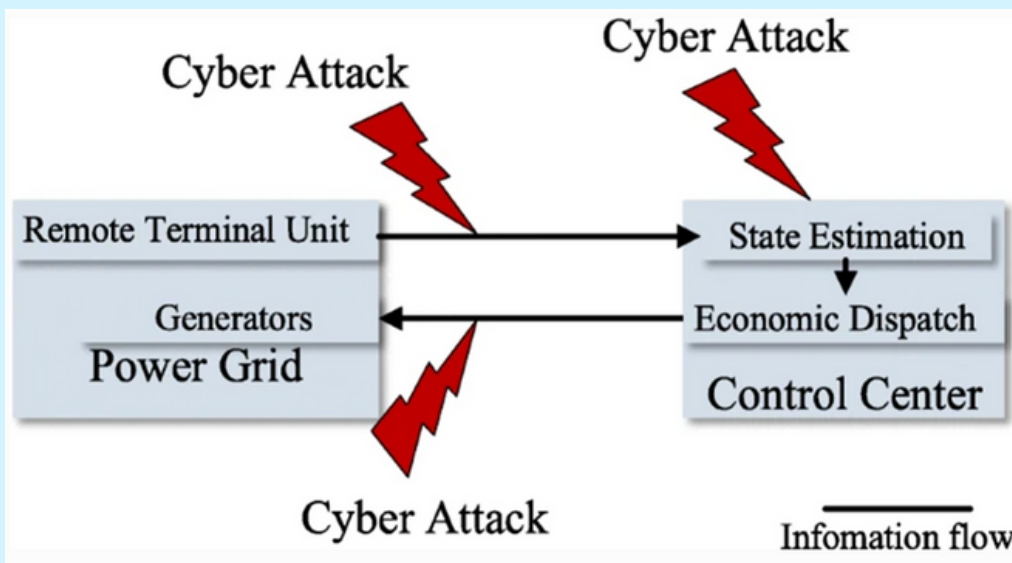 Cyber Attack
Cyber Attack
Remote Terminal Unit
State Estimation
Generators
Economic Dispatch
Power Grid
Control Center
Cyber Attack
Infomation flow